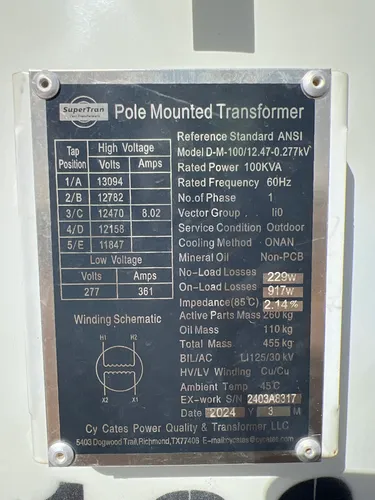 SuperTran
Pole Mounted Transformer
Tap Position High Voltage
Volts Amps
1/A 13094
2/B 12782
3/C 12470 8.02
4/D 12158
5/E 11847
Low Voltage
Volts Amps
277 361
Winding Schematic
H1 H2
X2 X1
Reference Standard ANSI
Model D-M-100/12.47-0.277kV
Rated Power 100KVA
Rated Frequency 60Hz
No.of Phase 1
Vector Group Ii0
Service Condition Outdoor
Cooling Method ONAN
Mineral Oil Non-PCB
No-Load Losses 229w
On-Load Losses 917w
Impedance(85℃) 2.14%
Active Parts Mass 260 kg
Oil Mass 110 kg
Total Mass 455 kg
BIL/AC LI125/30 kV
HV/LV Winding Cu/Cu
Ambient Temp 45℃
EX-work S/N 2403A8317
Date 2024 Y 3 M
Cy Cates Power Quality & Transformer LLC
5403 Dogwood Trail,Richmond,TX77406 E-mail: